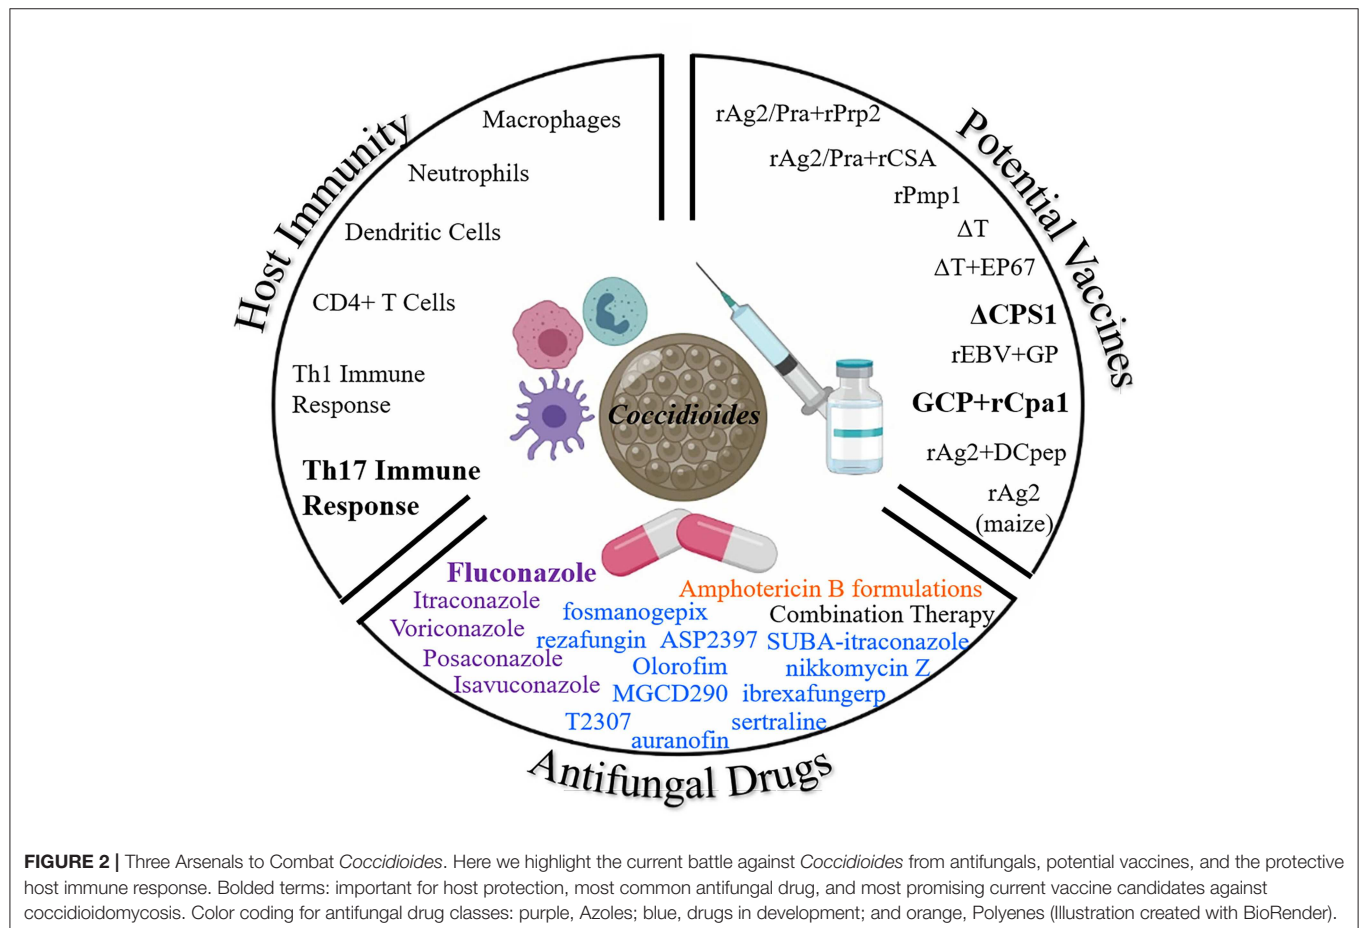 Host Immunity
Macrophages
Neutrophils
Dendritic Cells
CD4+ T Cells
Th1 Immune
Response
Th17 Immune
Response
Potential Vaccines
rAg2/Pra+rPrp2
rAg2/Pra+rCSA
rPmp1
ΔT
ΔT+EP67
ΔCPS1
rEBV+GP
GCP+rCpa1
rAg2+DCpep
rAg2
(maize)
Coccidioides
Fluconazole
Itraconazole
Voriconazole
Posaconazole
Isavuconazole
Amphotericin B formulations
Combination Therapy
fosmanogepix
rezafungin ASP2397 SUBA-itraconazole
Olorofim nikkomycin Z
MGCD290 ibrexafungerp
T2307 sertraline
auranofin
Antifungal Drugs
FIGURE 2 | Three Arsenals to Combat Coccidioides. Here we highlight the current battle against Coccidioides from antifungals, potential vaccines, and the protective
host immune response. Bolded terms: important for host protection, most common antifungal drug, and most promising current vaccine candidates against
coccidioidomycosis. Color coding for antifungal drug classes: purple, Azoles; blue, drugs in development; and orange, Polyenes (Illustration created with BioRender).